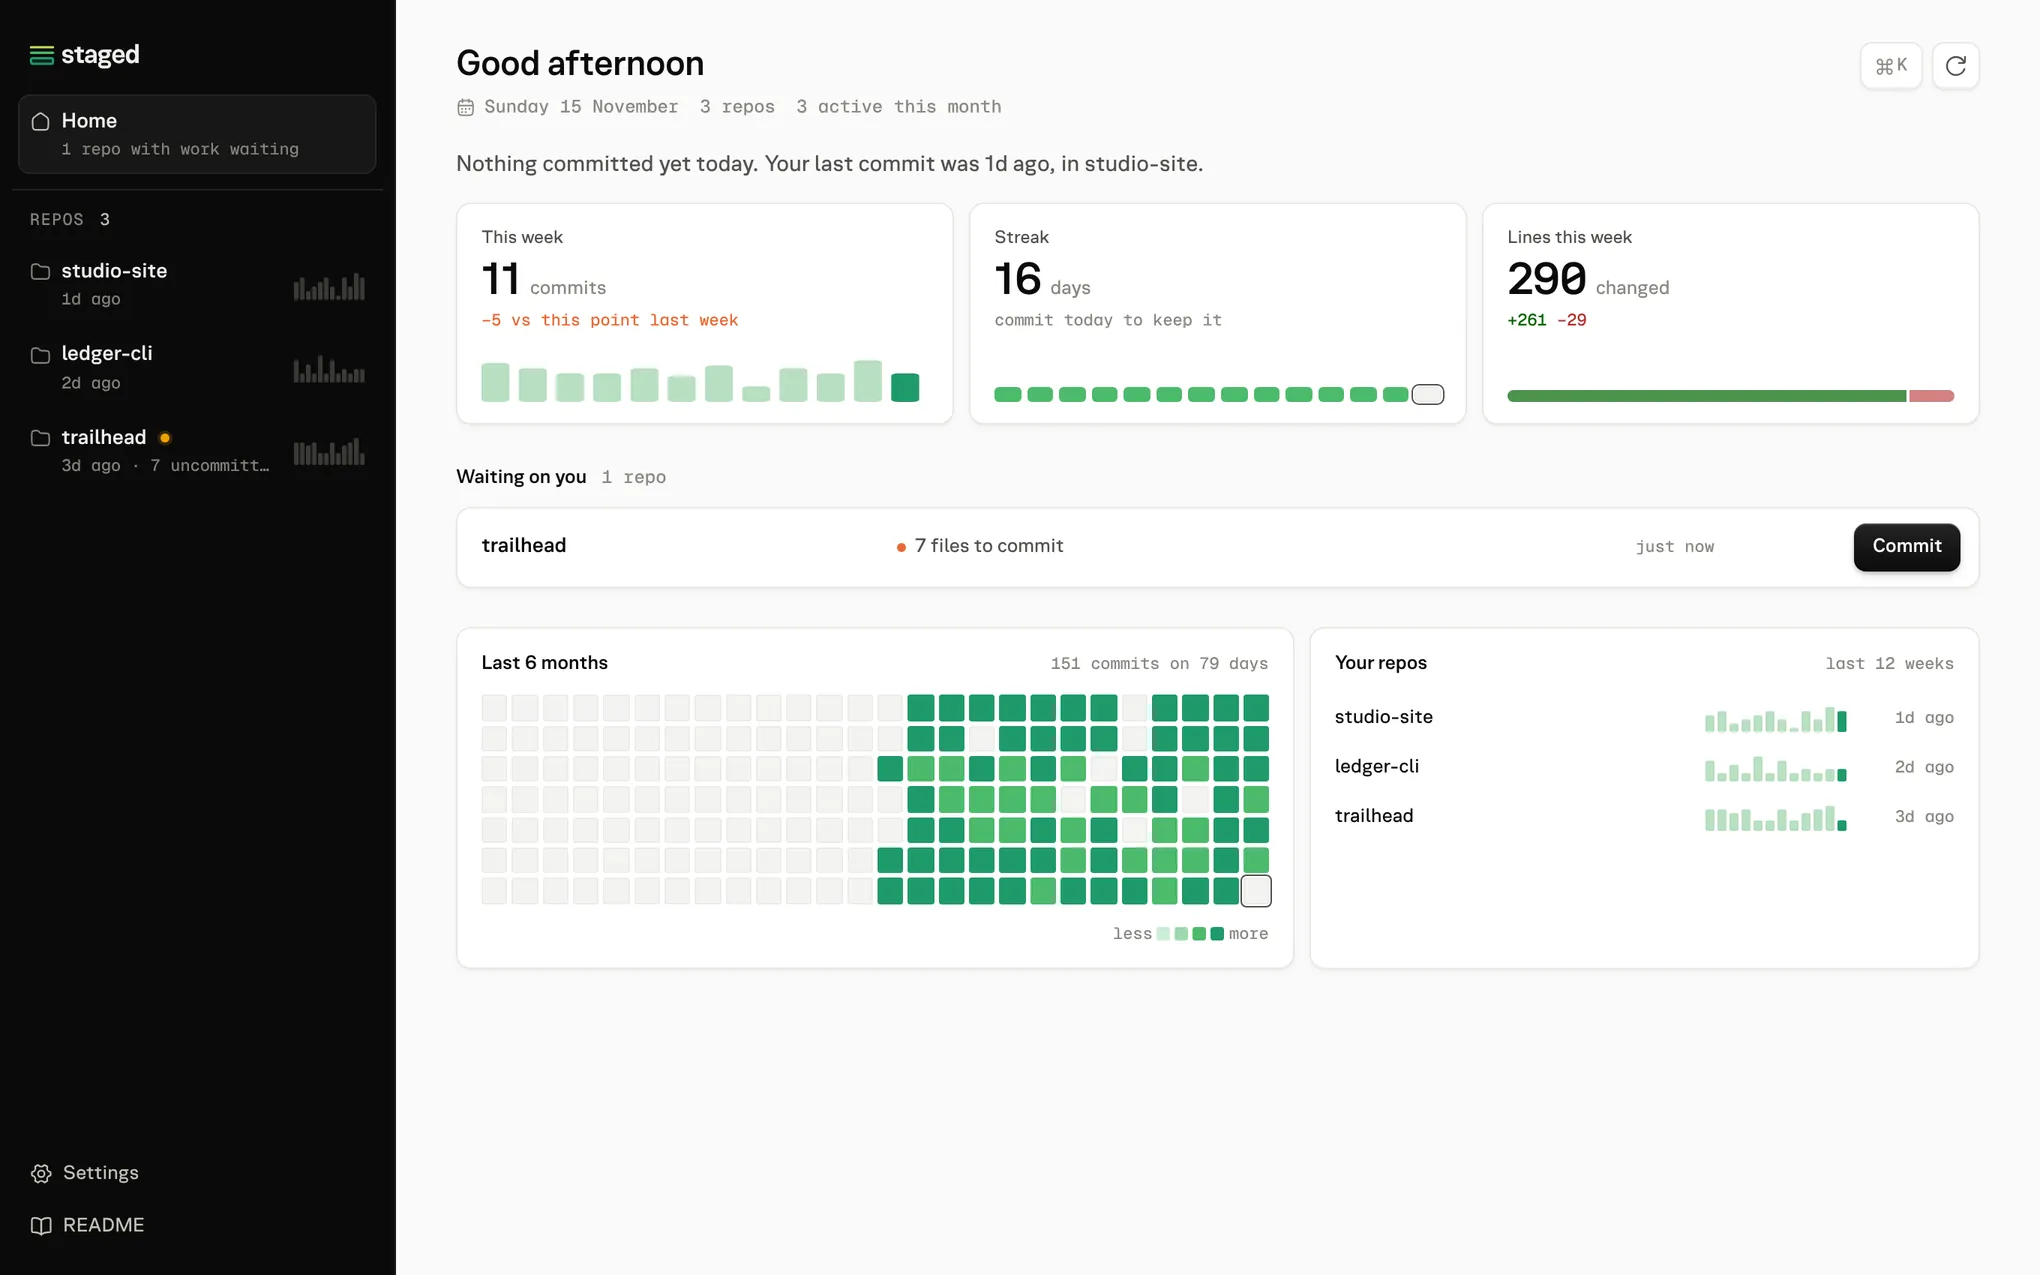 staged
Home
1 repo with work waiting
REPOS 3
studio-site
1d ago
ledger-cli
2d ago
trailhead
3d ago · 7 uncommitt…
Settings
README
Good afternoon
⌘K
Sunday 15 November 3 repos 3 active this month
Nothing committed yet today. Your last commit was 1d ago, in studio-site.
This week
11 commits
−5 vs this point last week
Streak
16 days
commit today to keep it
Lines this week
290 changed
+261 −29
Waiting on you 1 repo
trailhead
7 files to commit
just now
Commit
Last 6 months
151 commits on 79 days
less
more
Your repos
last 12 weeks
studio-site
1d ago
ledger-cli
2d ago
trailhead
3d ago